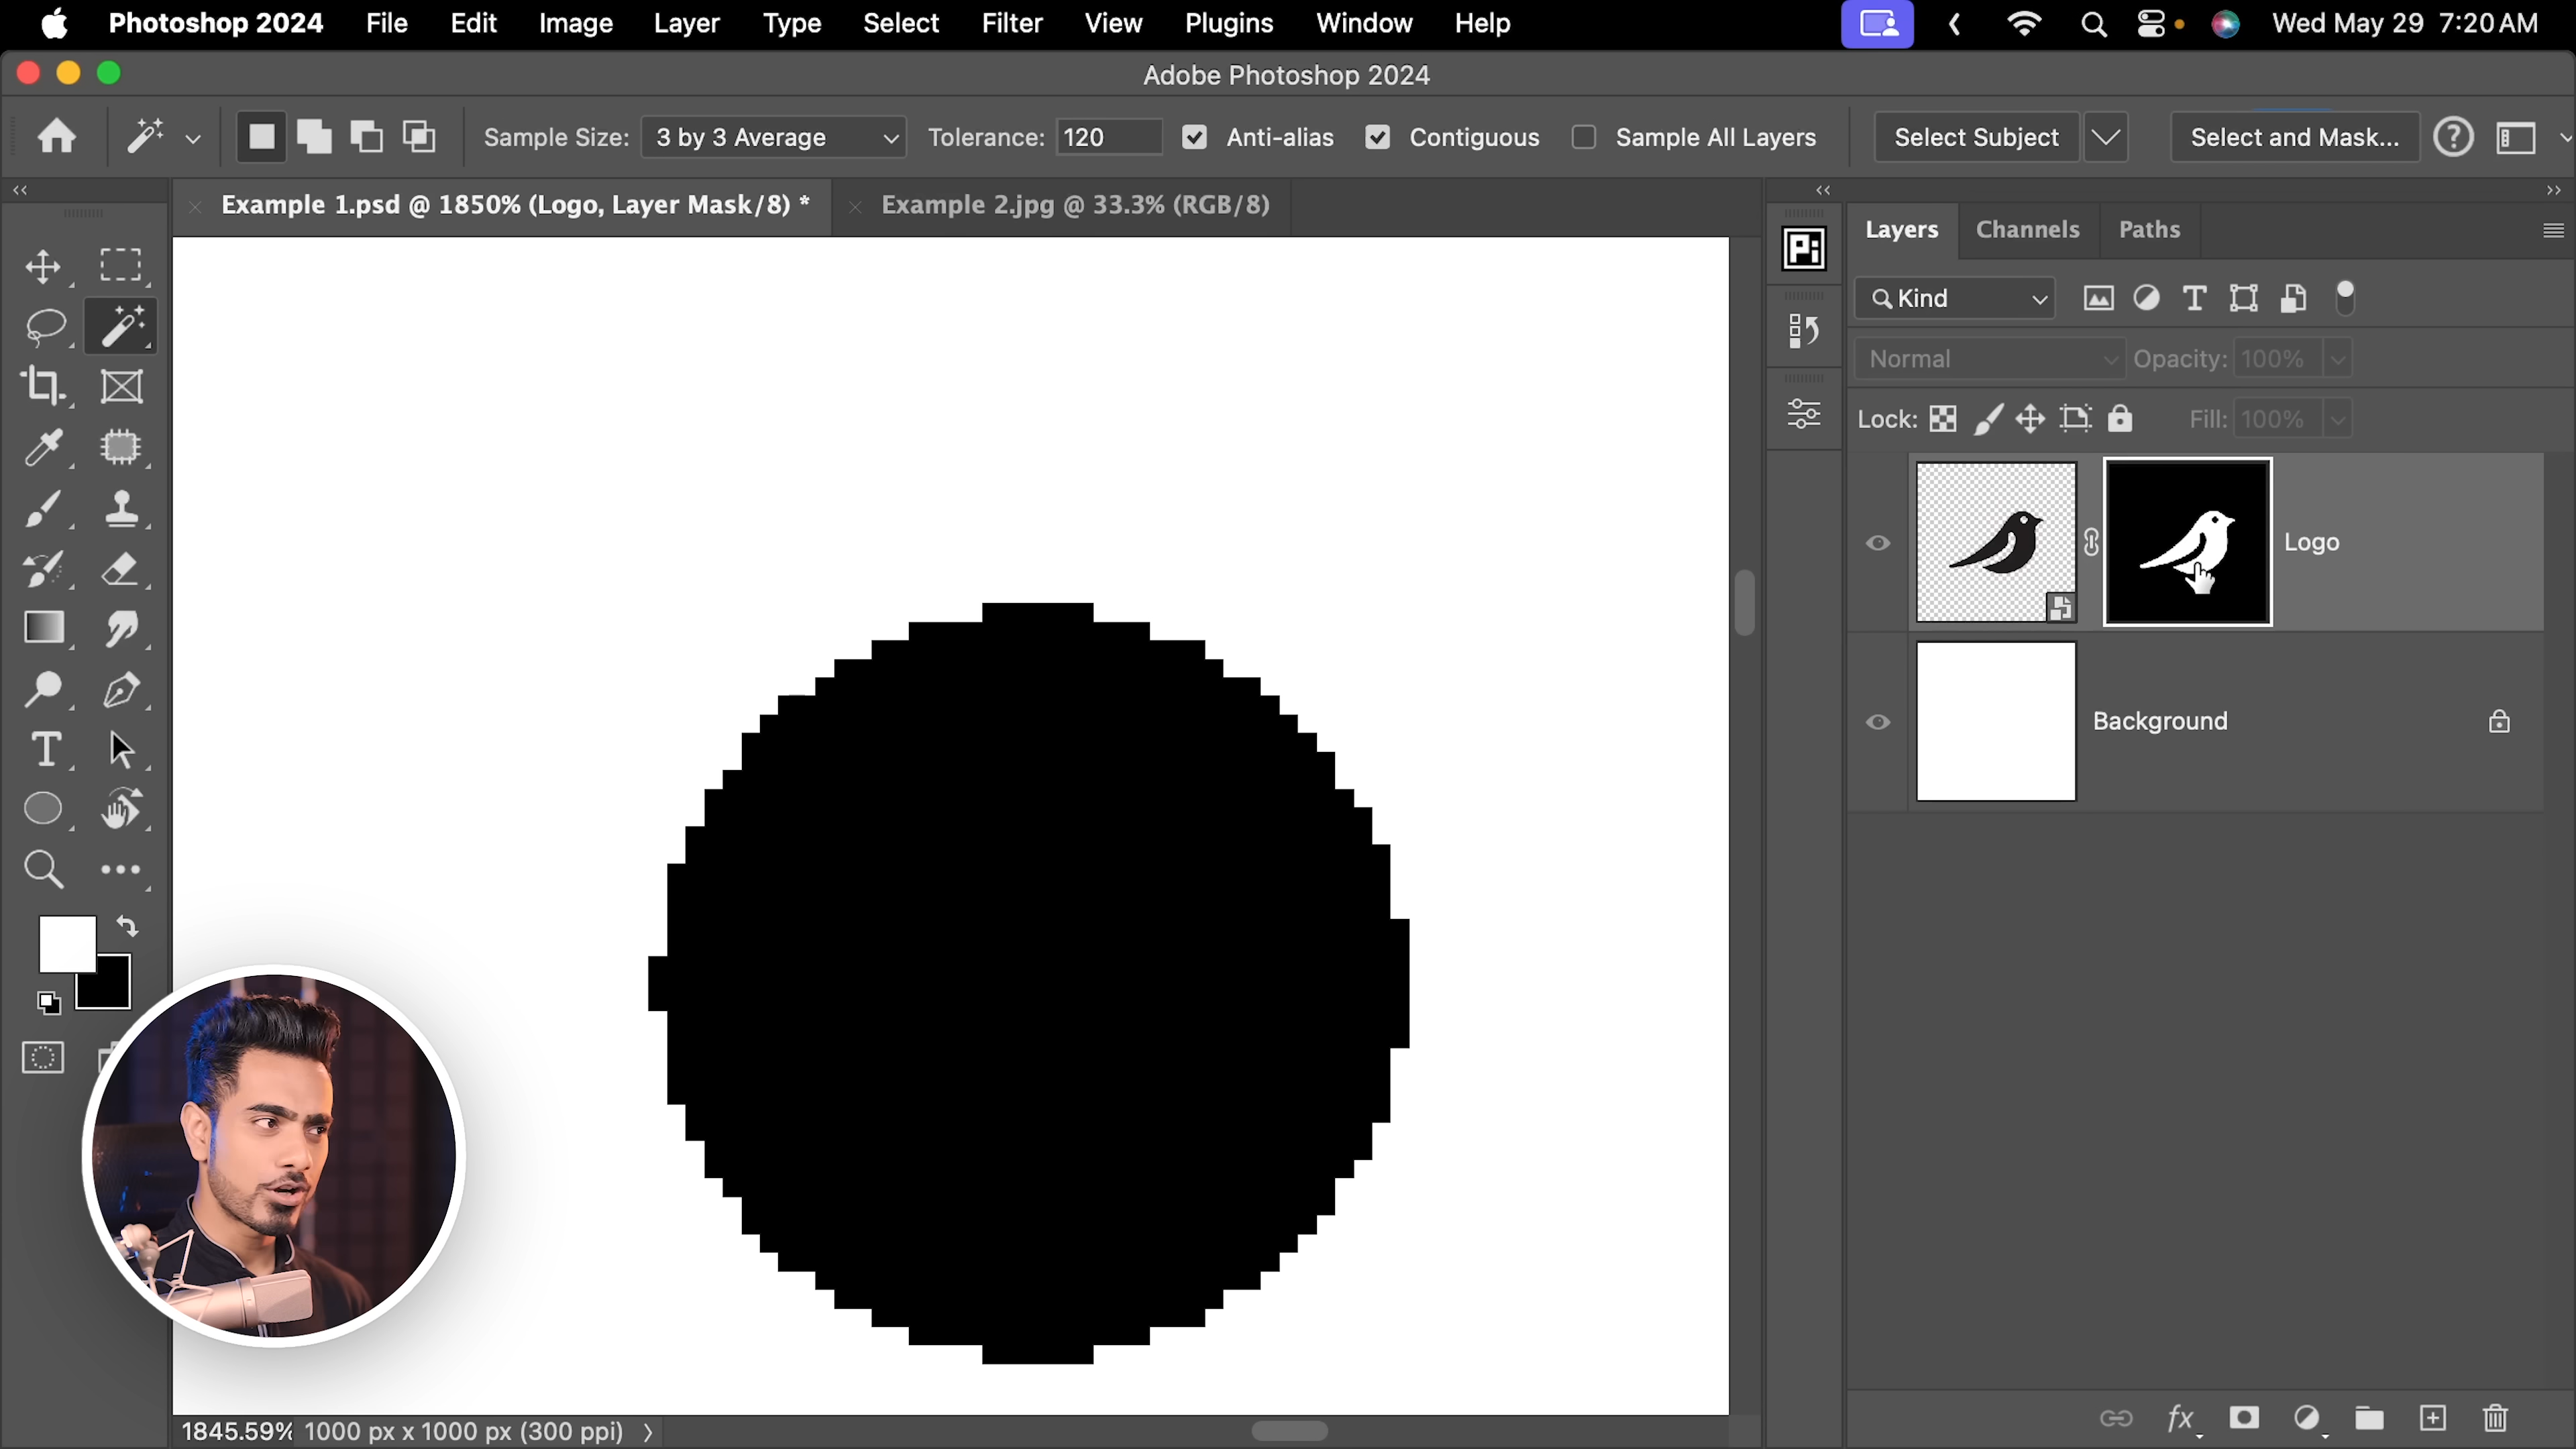 Photoshop 2024 File Edit Image Layer Type Select Filter View Plugins Window Help Wed May 29 7:20 AM
Adobe Photoshop 2024
Sample Size: 3 by 3 Average Tolerance: 120 Anti-alias Contiguous Sample All Layers Select Subject Select and Mask...
Example 1.psd @ 1850% (Logo, Layer Mask/8) * Example 2.jpg @ 33.3% (RGB/8)
Layers Channels Paths
Kind
Normal Opacity: 100%
Lock: Fill: 100%
Logo
Background
1845.59% 1000 px x 1000 px (300 ppi)